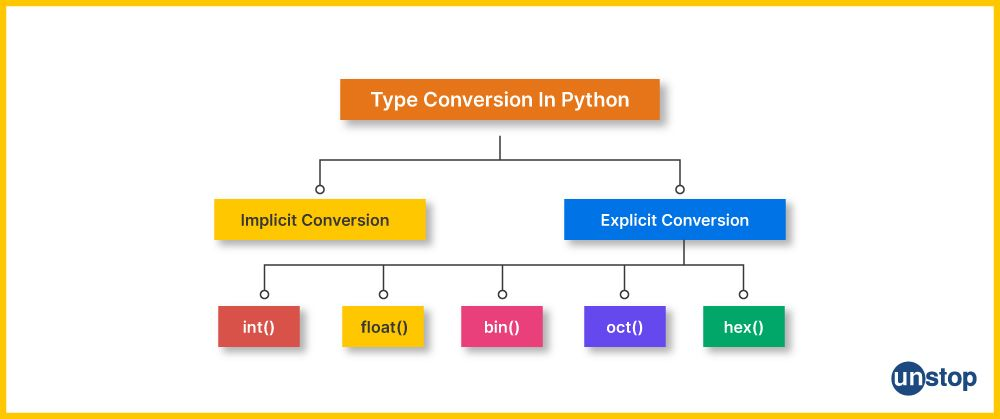 Type Conversion In Python
Implicit Conversion
Explicit Conversion
int()
float()
bin()
oct()
hex()
unstop